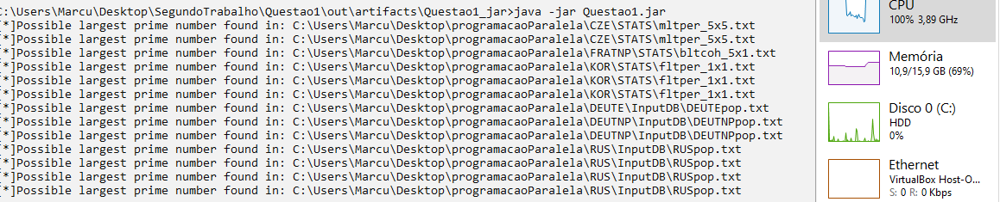 C:\Users\Marcu\Desktop\SegundoTrabalho\Questao1\out\artifacts\Questao1_jar>java -jar Questao1.jar
[*]Possible largest prime number found in: C:\Users\Marcu\Desktop\programacaoParalela\CZE\STATS\mltper_5x5.txt
[*]Possible largest prime number found in: C:\Users\Marcu\Desktop\programacaoParalela\CZE\STATS\mltper_5x5.txt
[*]Possible largest prime number found in: C:\Users\Marcu\Desktop\programacaoParalela\FRATNP\STATS\bltcoh_5x1.txt
[*]Possible largest prime number found in: C:\Users\Marcu\Desktop\programacaoParalela\KOR\STATS\fltper_1x1.txt
[*]Possible largest prime number found in: C:\Users\Marcu\Desktop\programacaoParalela\KOR\STATS\fltper_1x1.txt
[*]Possible largest prime number found in: C:\Users\Marcu\Desktop\programacaoParalela\KOR\STATS\fltper_1x1.txt
[*]Possible largest prime number found in: C:\Users\Marcu\Desktop\programacaoParalela\DEUTE\InputDB\DEUTEpop.txt
[*]Possible largest prime number found in: C:\Users\Marcu\Desktop\programacaoParalela\DEUTNP\InputDB\DEUTNPpop.txt
[*]Possible largest prime number found in: C:\Users\Marcu\Desktop\programacaoParalela\DEUTNP\InputDB\DEUTNPpop.txt
[*]Possible largest prime number found in: C:\Users\Marcu\Desktop\programacaoParalela\RUS\InputDB\RUSpop.txt
[*]Possible largest prime number found in: C:\Users\Marcu\Desktop\programacaoParalela\RUS\InputDB\RUSpop.txt
[*]Possible largest prime number found in: C:\Users\Marcu\Desktop\programacaoParalela\RUS\InputDB\RUSpop.txt
[*]Possible largest prime number found in: C:\Users\Marcu\Desktop\programacaoParalela\RUS\InputDB\RUSpop.txt
CPU
100% 3,89 GHz
Memória
10,9/15,9 GB (69%)
Disco 0 (C:)
HDD
0%
Ethernet
VirtualBox Host-O...
S: 0 R: 0 Kbps